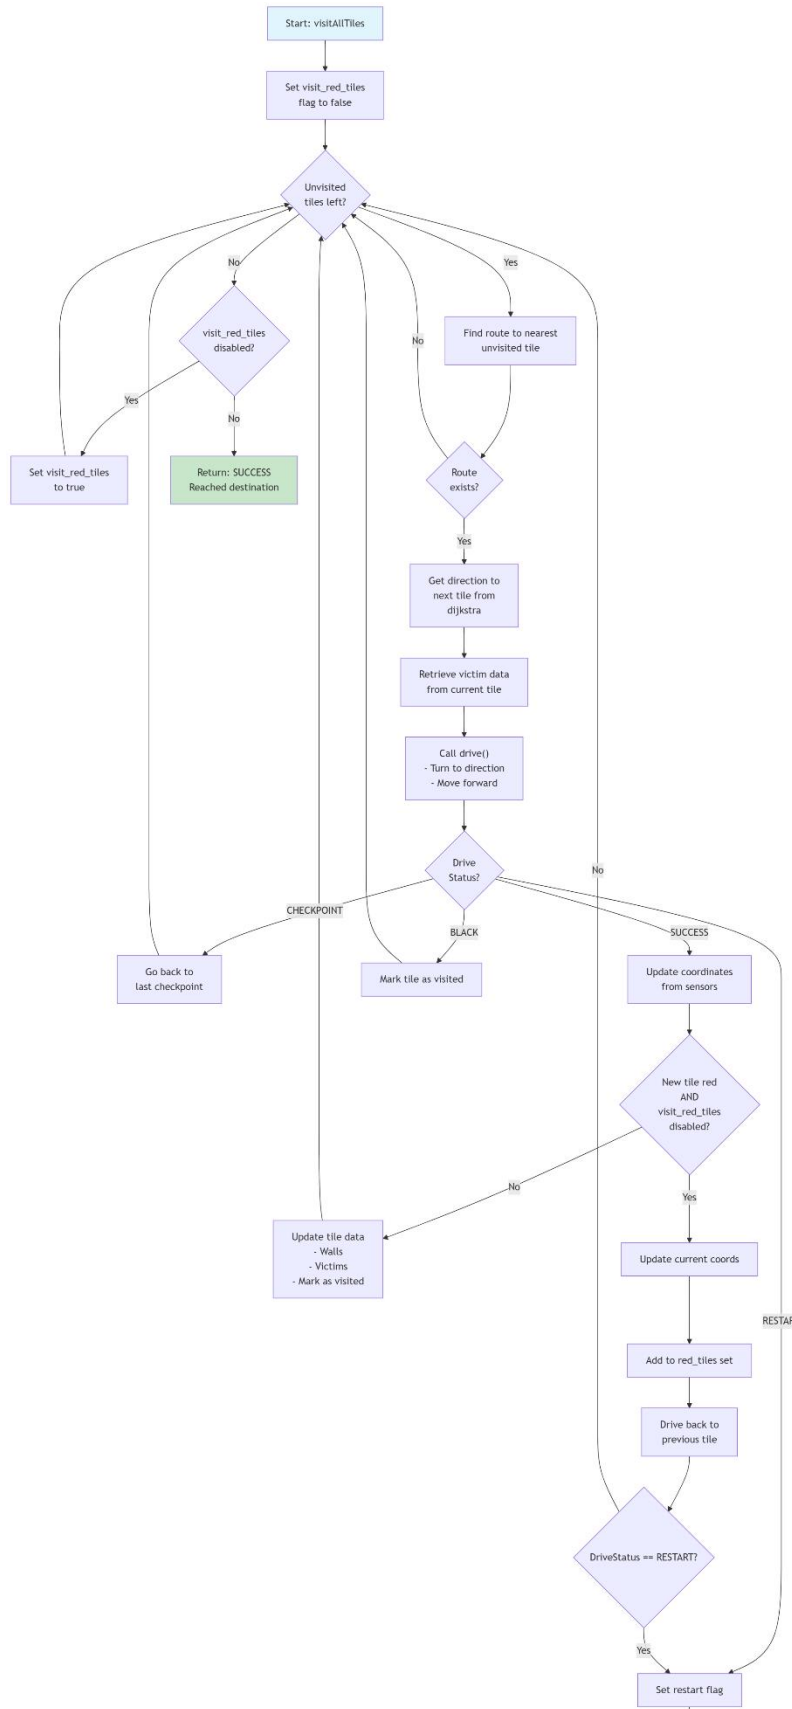 Start: visitAllTiles
Set visit_red_tiles
flag to false
Unvisited
tiles left?
No
Yes
visit_red_tiles
disabled?
Find route to nearest
unvisited tile
No
Yes
No
Set visit_red_tiles
to true
Return: SUCCESS
Reached destination
Route
exists?
Yes
Get direction to
next tile from
dijkstra
Retrieve victim data
from current tile
Call drive()
- Turn to direction
- Move forward
Drive
Status?
No
CHECKPOINT
BLACK
SUCCESS
Go back to
last checkpoint
Mark tile as visited
Update coordinates
from sensors
New tile red
AND
visit_red_tiles
disabled?
No
Yes
Update tile data
- Walls
- Victims
- Mark as visited
Update current coords
RESTAR
Add to red_tiles set
Drive back to
previous tile
DriveStatus == RESTART?
Yes
Set restart flag